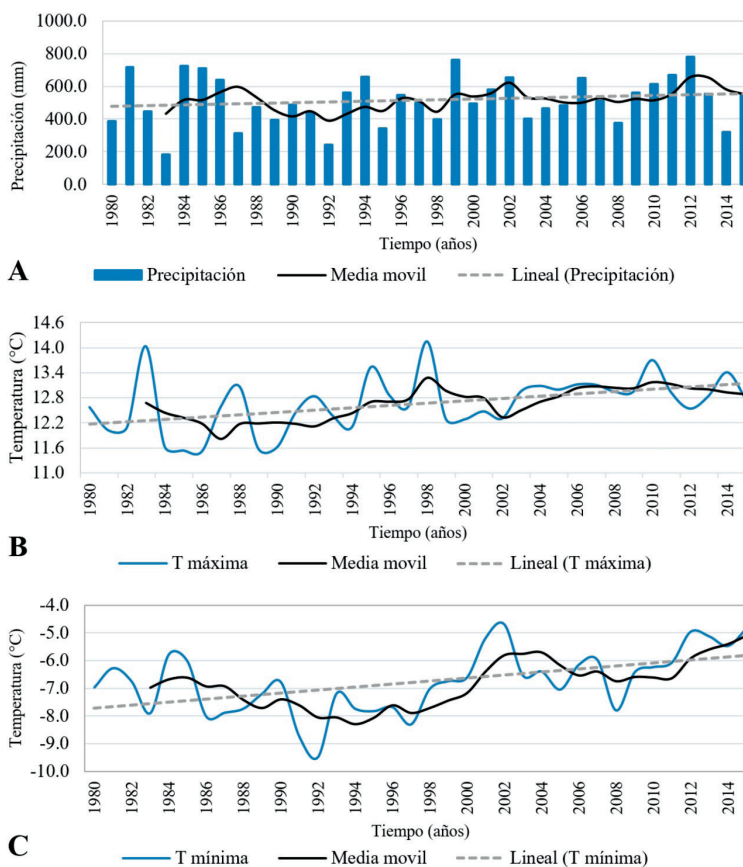 1000.0
800.0
600.0
400.0
200.0
0.0
Precipitación (mm)
1980 1982 1984 1986 1988 1990 1992 1994 1996 1998 2000 2002 2004 2006 2008 2010 2012 2014
Tiempo (años)
A
Precipitación Media movil Lineal (Precipitación)
14.6
14.0
13.4
12.8
12.2
11.6
11.0
Temperatura (°C)
1980 1982 1984 1986 1988 1990 1992 1994 1996 1998 2000 2002 2004 2006 2008 2010 2012 2014
Tiempo (años)
B
T máxima Media movil Lineal (T máxima)
-4.0
-5.0
-6.0
-7.0
-8.0
-9.0
-10.0
Temperatura (°C)
1980 1982 1984 1986 1988 1990 1992 1994 1996 1998 2000 2002 2004 2006 2008 2010 2012 2014
Tiempo (años)
C
T mínima Media movil Lineal (T mínima)